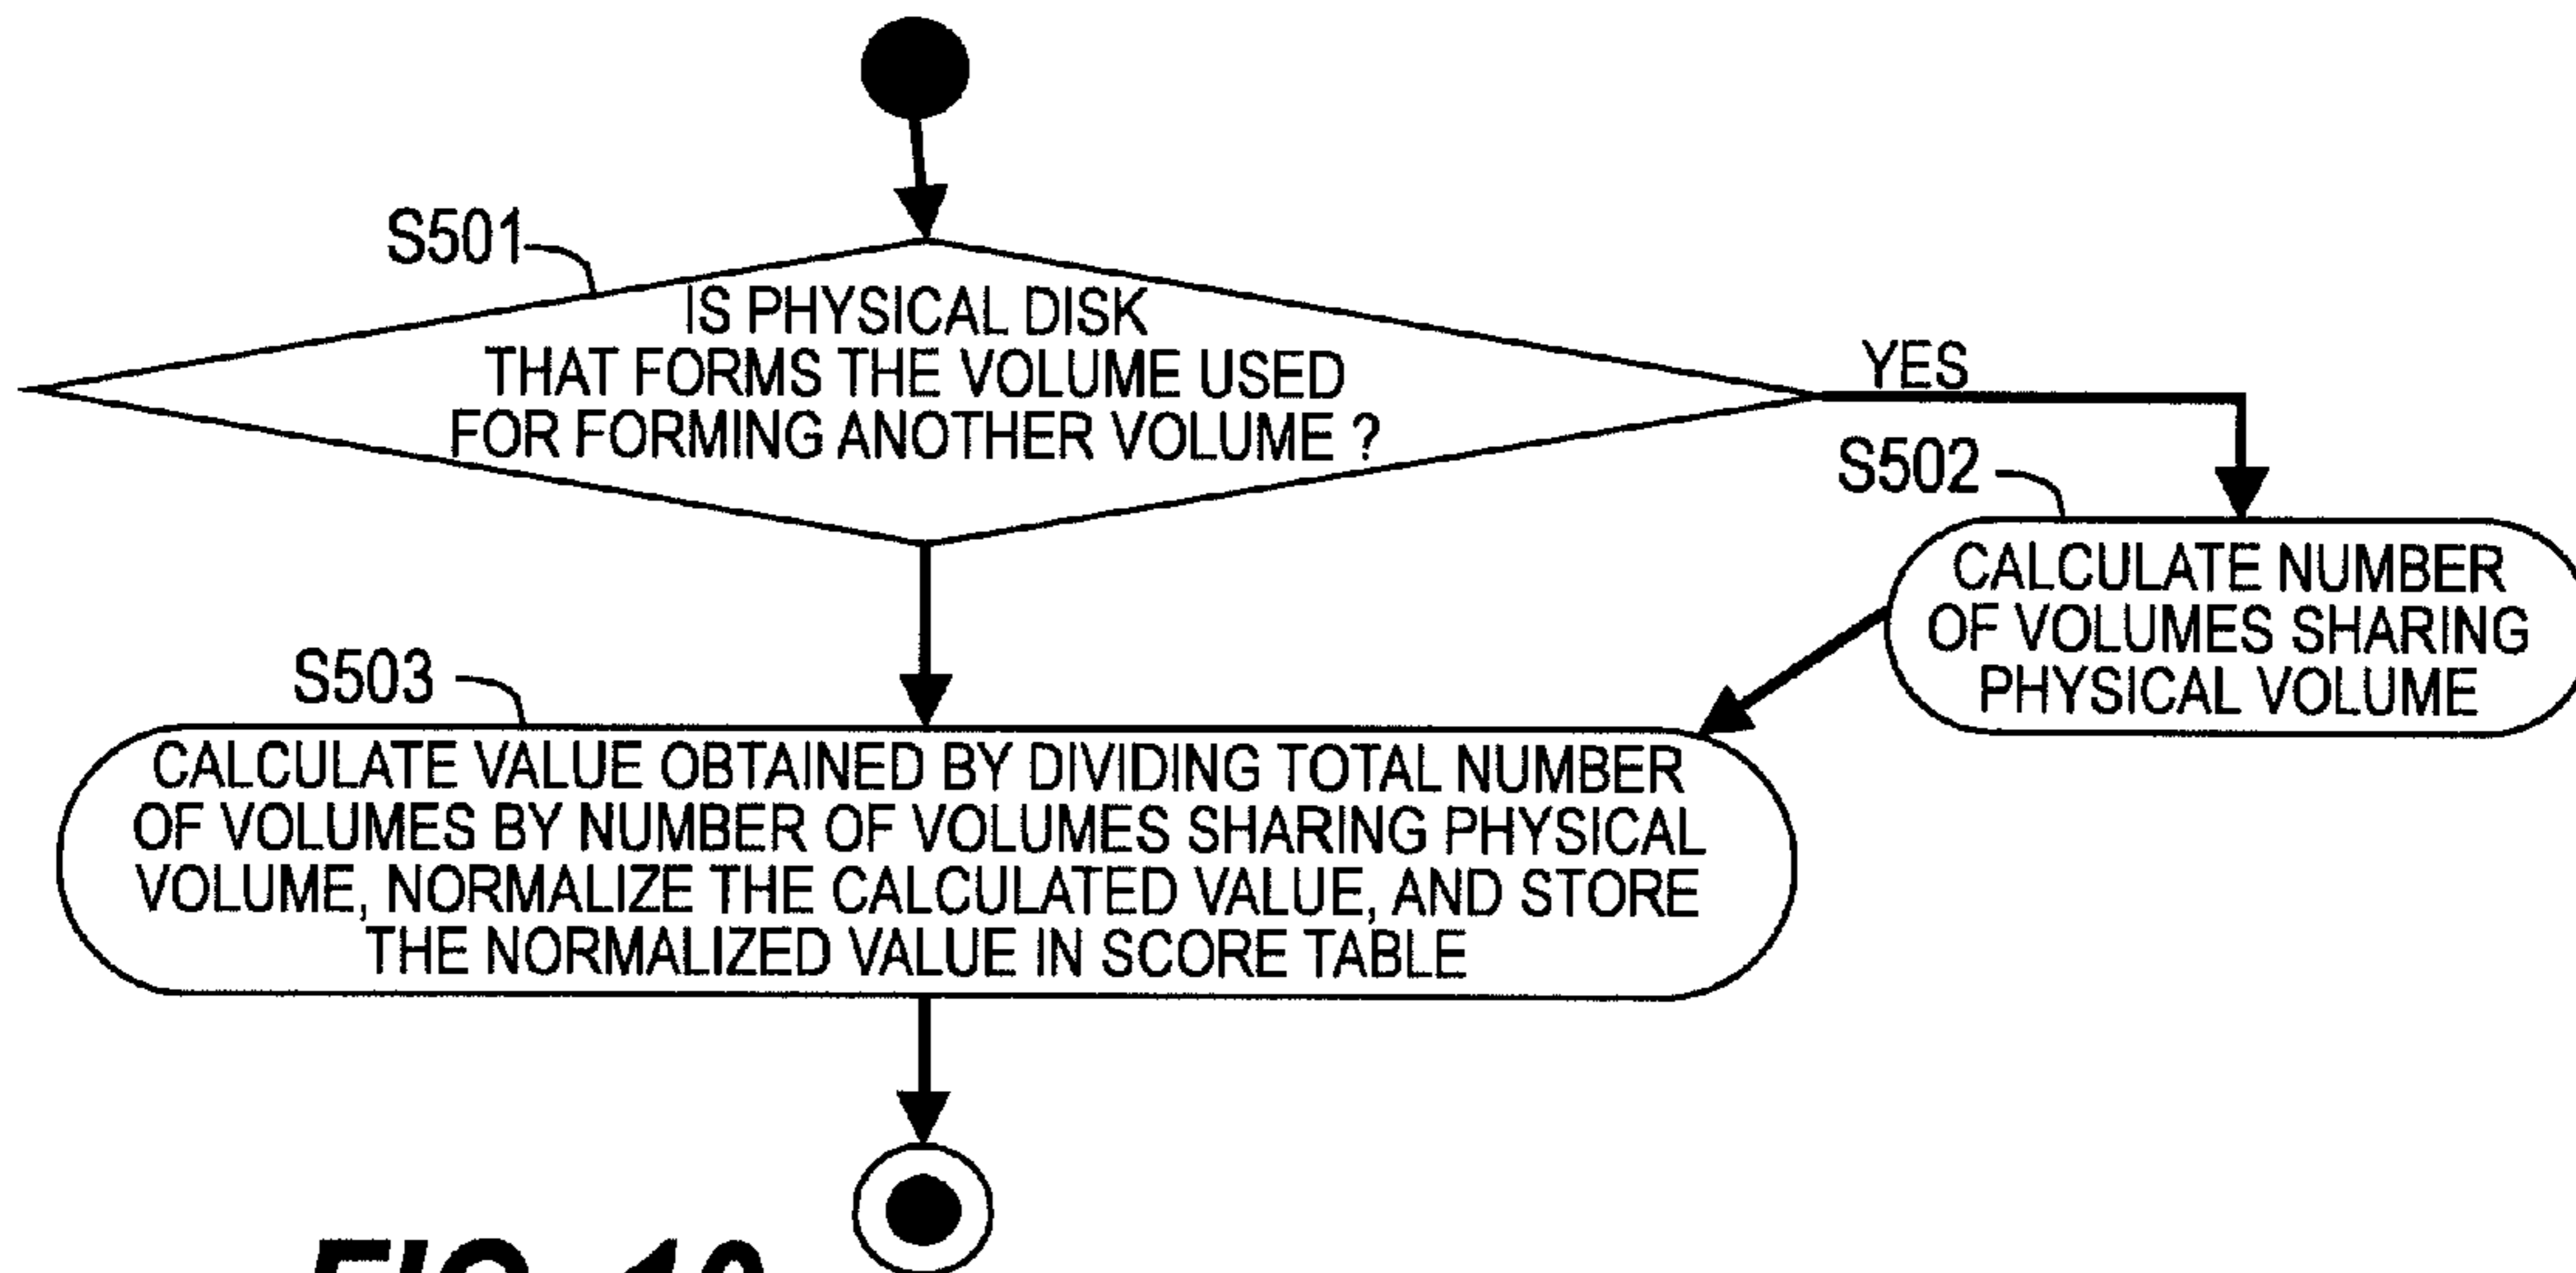 S501
IS PHYSICAL DISK
THAT FORMS THE VOLUME USED
FOR FORMING ANOTHER VOLUME ?
YES
S502
CALCULATE NUMBER
OF VOLUMES SHARING
PHYSICAL VOLUME
S503
CALCULATE VALUE OBTAINED BY DIVIDING TOTAL NUMBER
OF VOLUMES BY NUMBER OF VOLUMES SHARING PHYSICAL
VOLUME, NORMALIZE THE CALCULATED VALUE, AND STORE
THE NORMALIZED VALUE IN SCORE TABLE